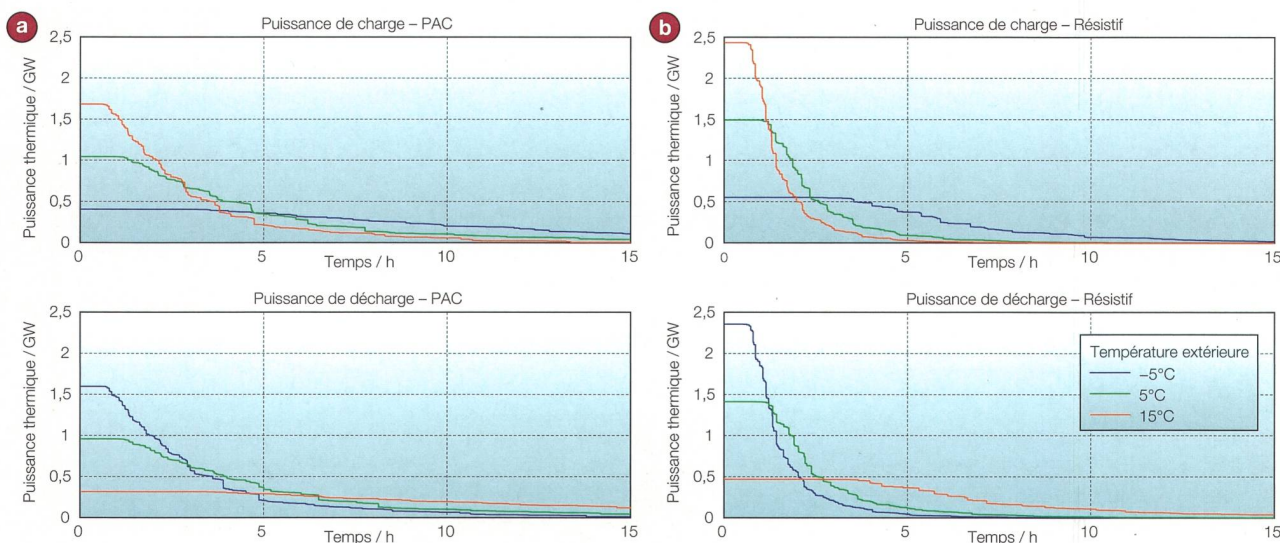 a
Puissance de charge – PAC
Puissance thermique / GW
2,5
2
1,5
1
0,5
0
0
5
10
15
Temps / h
b
Puissance de charge – Résistif
Puissance thermique / GW
2,5
2
1,5
1
0,5
0
0
5
10
15
Temps / h
Puissance de décharge – PAC
Puissance thermique / GW
2,5
2
1,5
1
0,5
0
0
5
10
15
Temps / h
Puissance de décharge – Résistif
Puissance thermique / GW
2,5
2
1,5
1
0,5
0
0
5
10
15
Temps / h
Température extérieure
–5°C
5°C
15°C